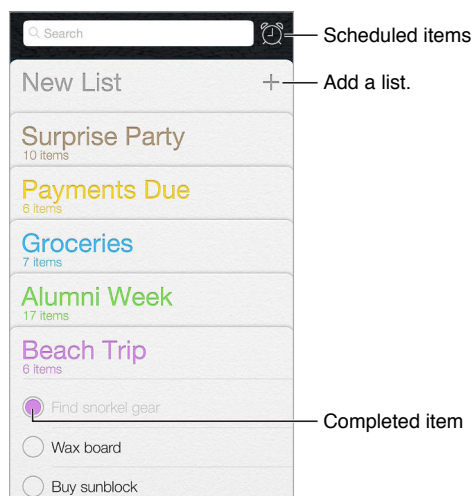 Search
Scheduled items
New List
Add a list.
Surprise Party
10 items
Payments Due
6 items
Groceries
7 items
Alumni Week
17 items
Beach Trip
6 items
Find snorkel gear
Completed item
Wax board
Buy sunblock